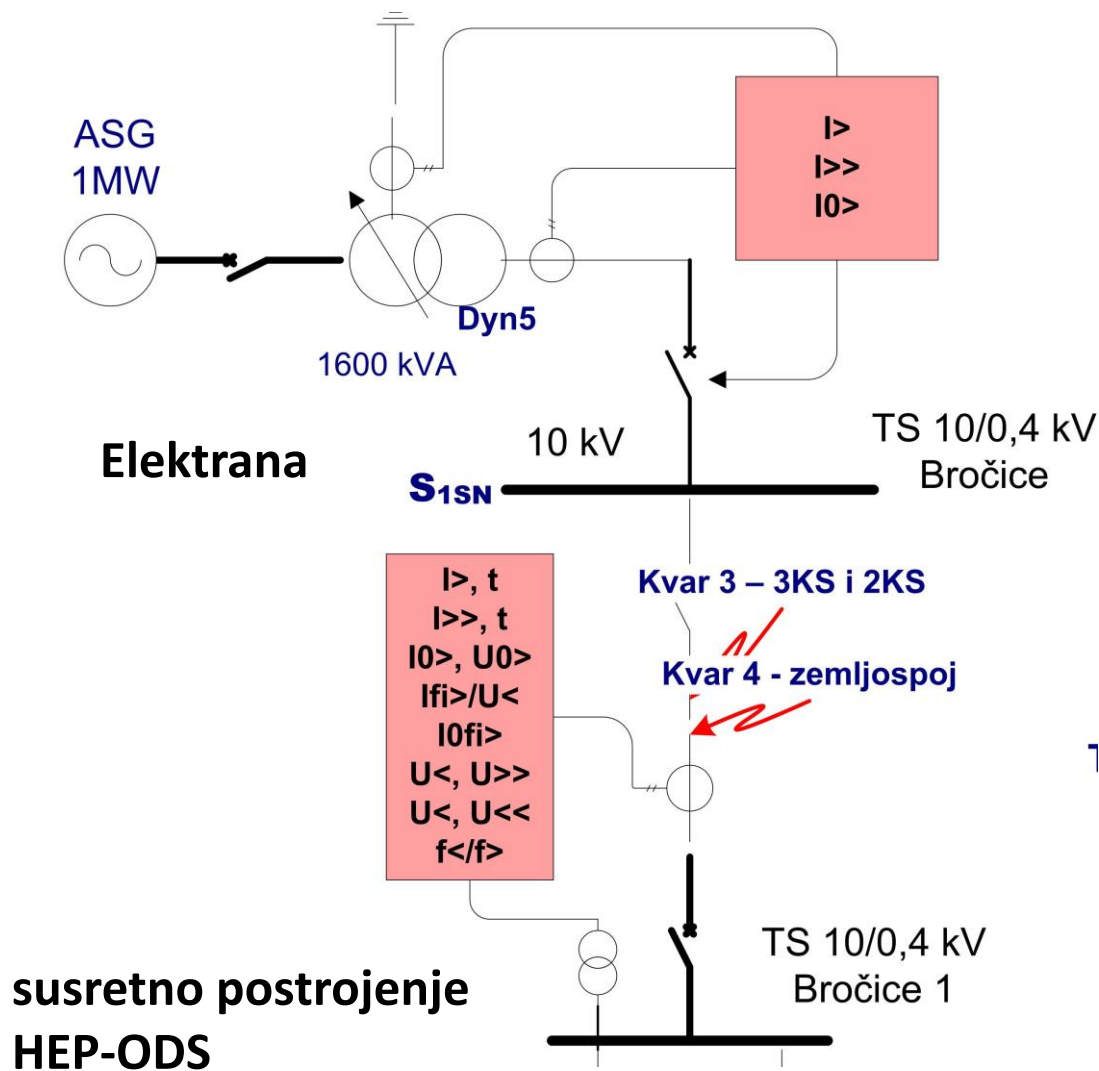 ASG
1MW
I>
I>>
I0>
Dyn5
1600 kVA
Elektrana
10 kV
TS 10/0,4 kV
Bročice
S1SN
I>, t
I>>, t
I0>, U0>
Ifi>/U<
I0fi>
U<, U>>
U<, U<<
f</f>
Kvar 3 – 3KS i 2KS
Kvar 4 - zemljospoj
T
TS 10/0,4 kV
Bročice 1
susretno postrojenje
HEP-ODS